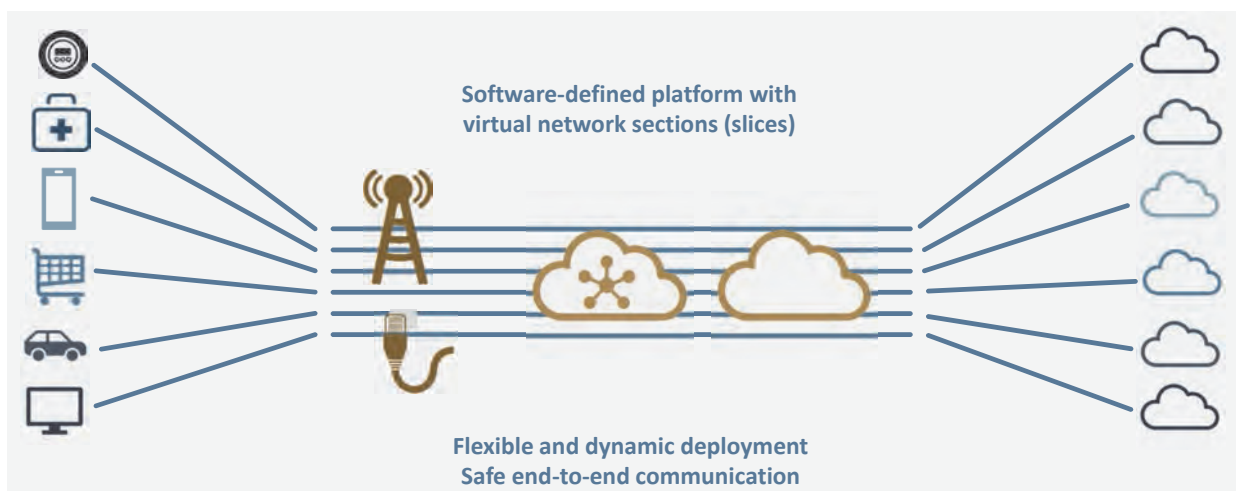 Software-defined platform with
virtual network sections (slices)
Flexible and dynamic deployment
Safe end-to-end communication